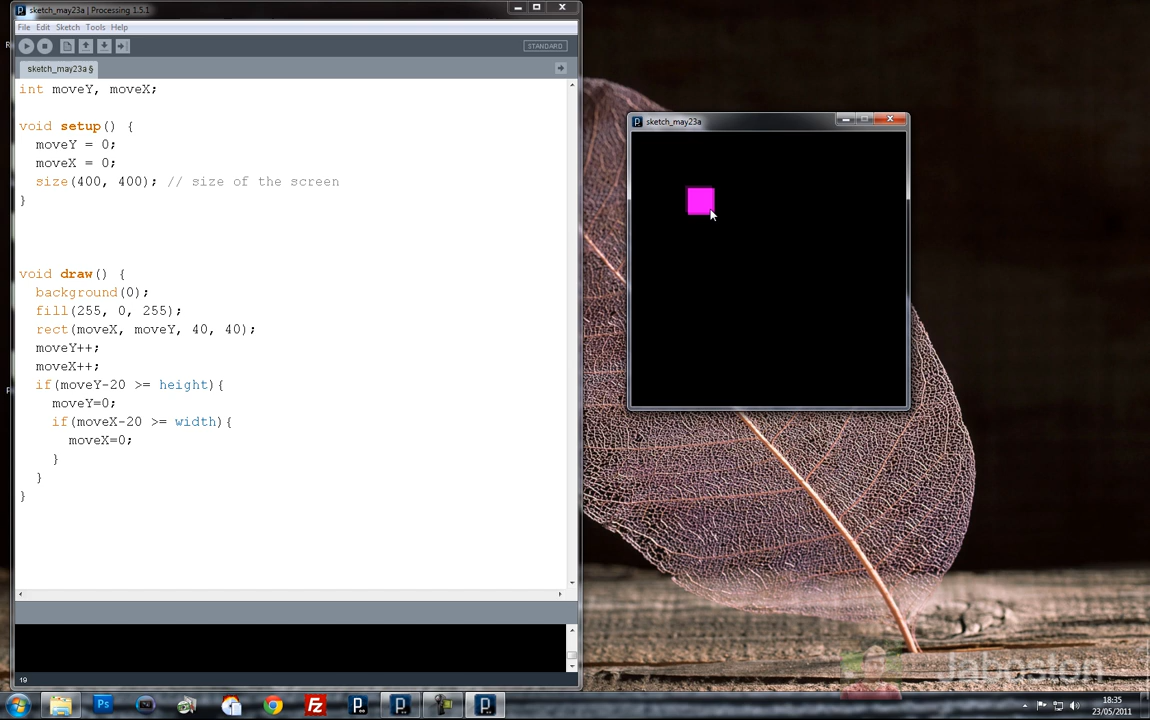 sketch_may23a | Processing 1.5.1
File Edit Sketch Tools Help
STANDARD
sketch_may23a §
int moveY, moveX;
void setup() {
moveY = 0;
moveX = 0;
size(400, 400); // size of the screen
}
void draw() {
background(0);
fill(255, 0, 255);
rect(moveX, moveY, 40, 40);
moveY++;
moveX++;
if(moveY-20 >= height){
moveY=0;
if(moveX-20 >= width){
moveX=0;
}
}
}
19
sketch_may23a
Ps
Fz
18:35
23/05/2011